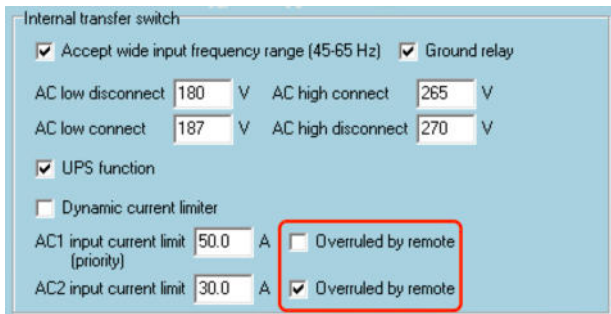 Internal transfer switch
Accept wide input frequency range (45-65 Hz) Ground relay
AC low disconnect 180 V AC high connect 265 V
AC low connect 187 V AC high disconnect 270 V
UPS function
Dynamic current limiter
AC1 input current limit 50.0 A Overruled by remote
(priority)
AC2 input current limit 30.0 A Overruled by remote